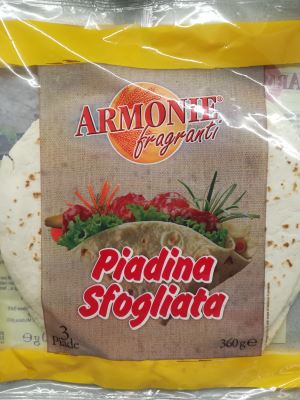 ARMONIE®
fragranti
Piadina
Sfogliata
3
Piade
360g e